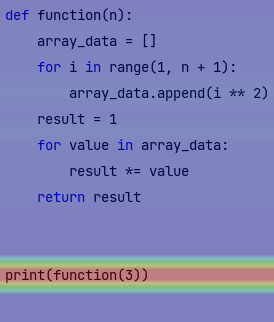 def function(n):
    array_data = []
    for i in range(1, n + 1):
        array_data.append(i ** 2)
    result = 1
    for value in array_data:
        result *= value
    return result
print(function(3))